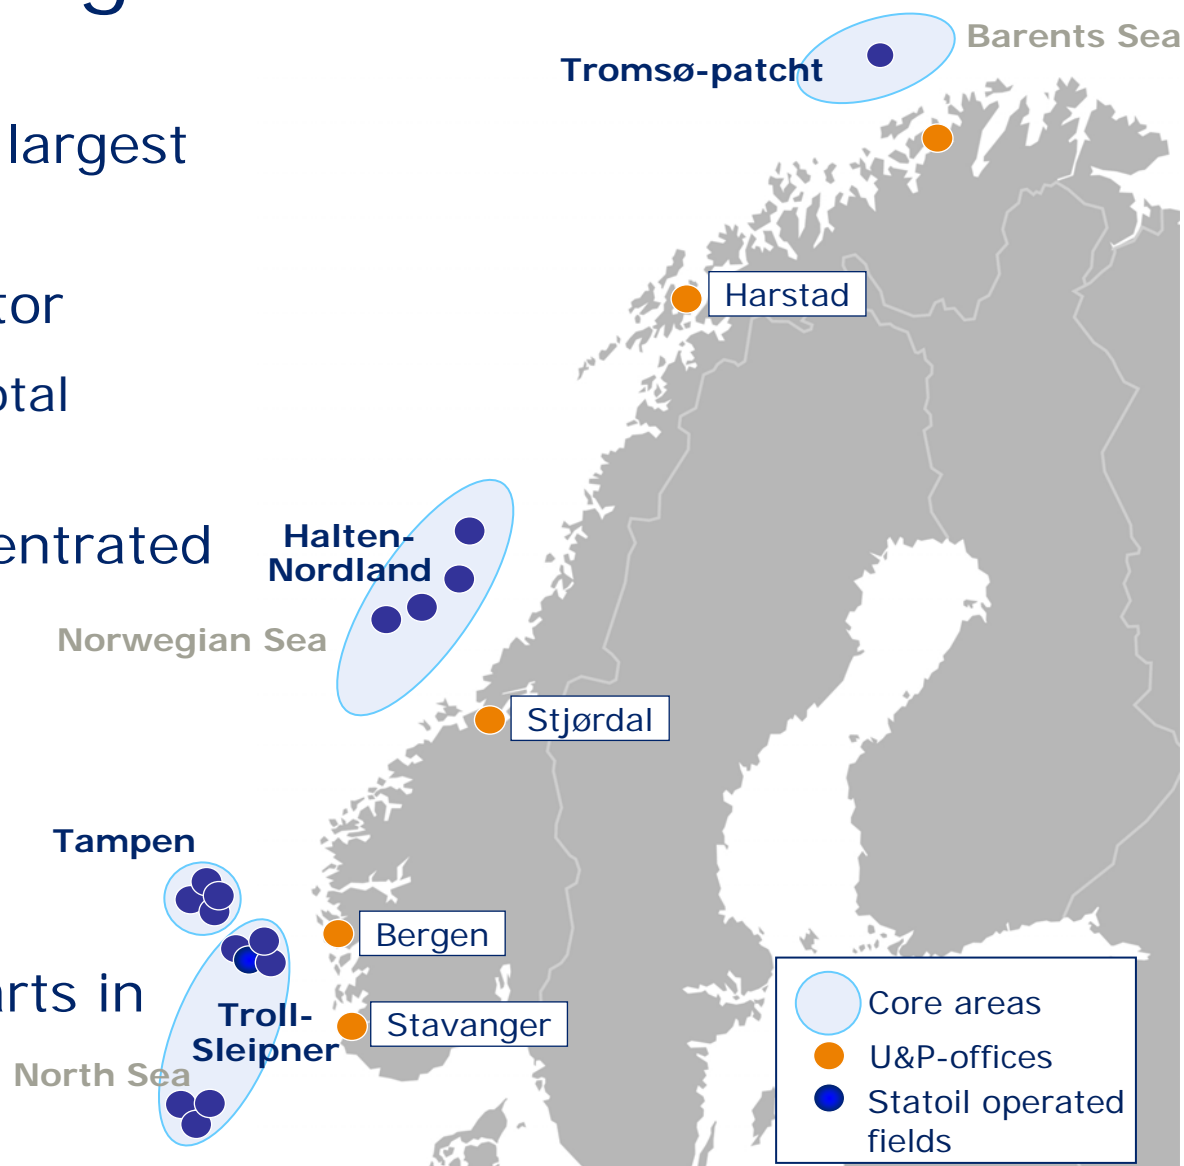 g
Barents Sea
Tromsø-patcht
largest
Harstad
tor
otal
Halten-
Nordland
entrated
Norwegian Sea
Stjørdal
Tampen
Bergen
arts in
Troll-
Sleipner
Stavanger
North Sea
Core areas
U&P-offices
Statoil operated
fields